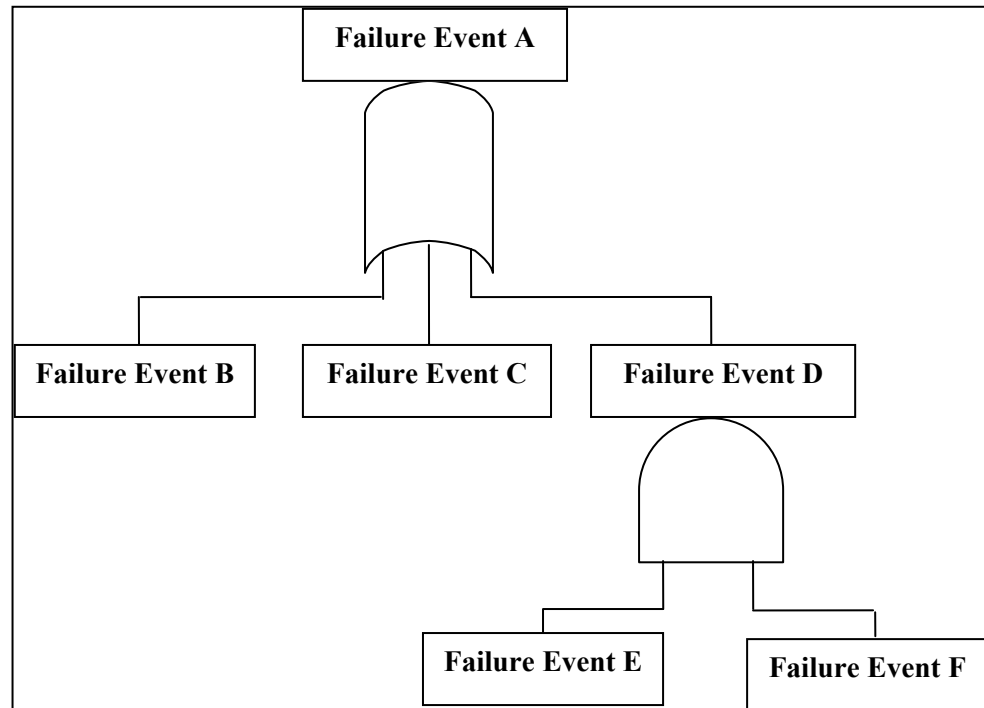 Failure Event A
Failure Event B
Failure Event C
Failure Event D
Failure Event E
Failure Event F